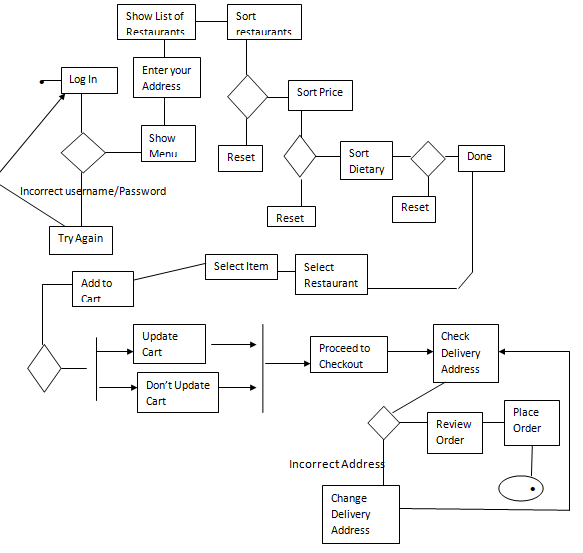 Show List of
Restaurants
Sort
restaurants
Log In
Enter your
Address
Sort Price
Show
Menu
Reset
Sort
Dietary
Done
Incorrect username/Password
Reset
Reset
Try Again
Select Item
Select
Restaurant
Add to
Cart
Update
Cart
Don't Update
Cart
Proceed to
Checkout
Check
Delivery
Address
Review
Order
Place
Order
Incorrect Address
Change
Delivery
Address